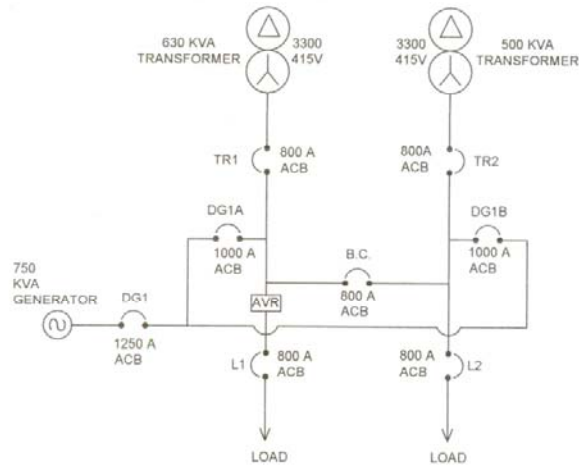 630 KVA
TRANSFORMER
3300
415V
3300
415V
500 KVA
TRANSFORMER
TR1
800 A
ACB
800A
ACB
TR2
DG1A
1000 A
ACB
DG1B
1000 A
ACB
B.C.
800 A
ACB
750
KVA
GENERATOR
DG1
1250 A
ACB
AVR
L1
800 A
ACB
800 A
ACB
L2
LOAD
LOAD